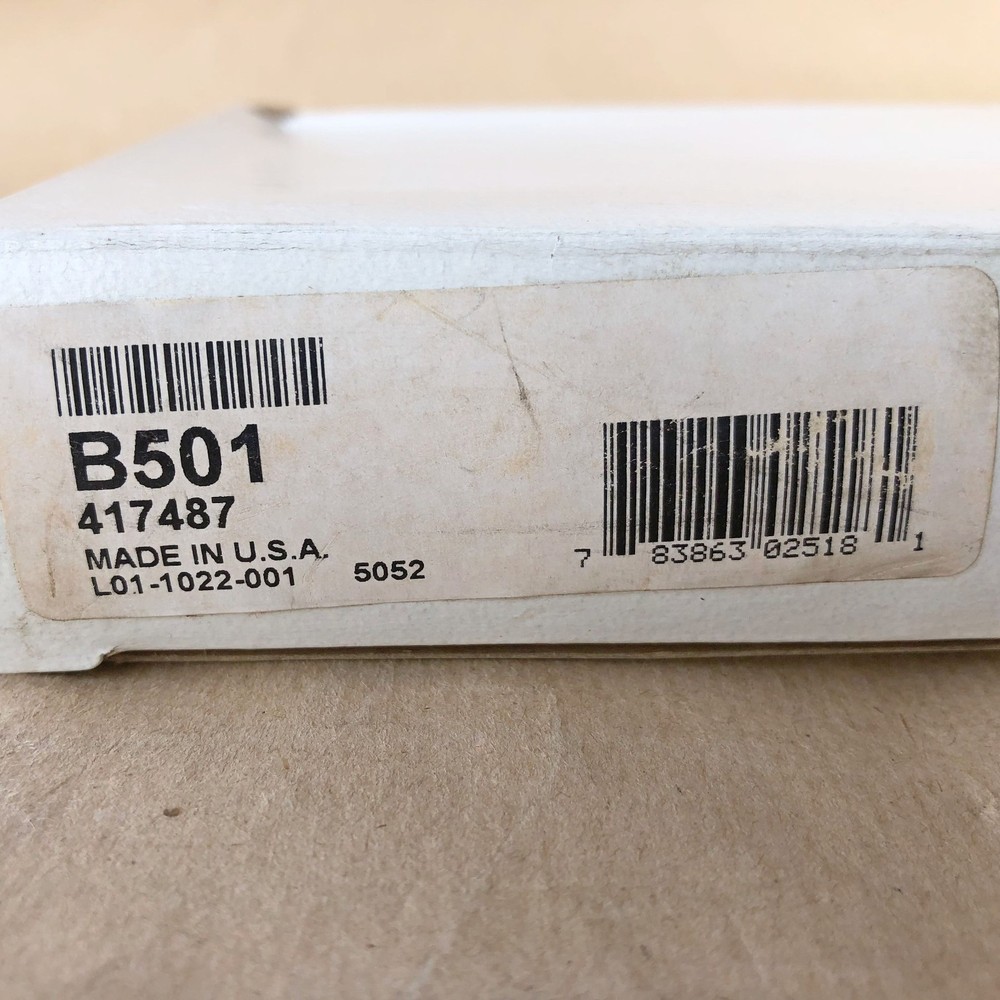 B501
417487
MADE IN U.S.A.
L01-1022-001 5052
7 83863 02518 1